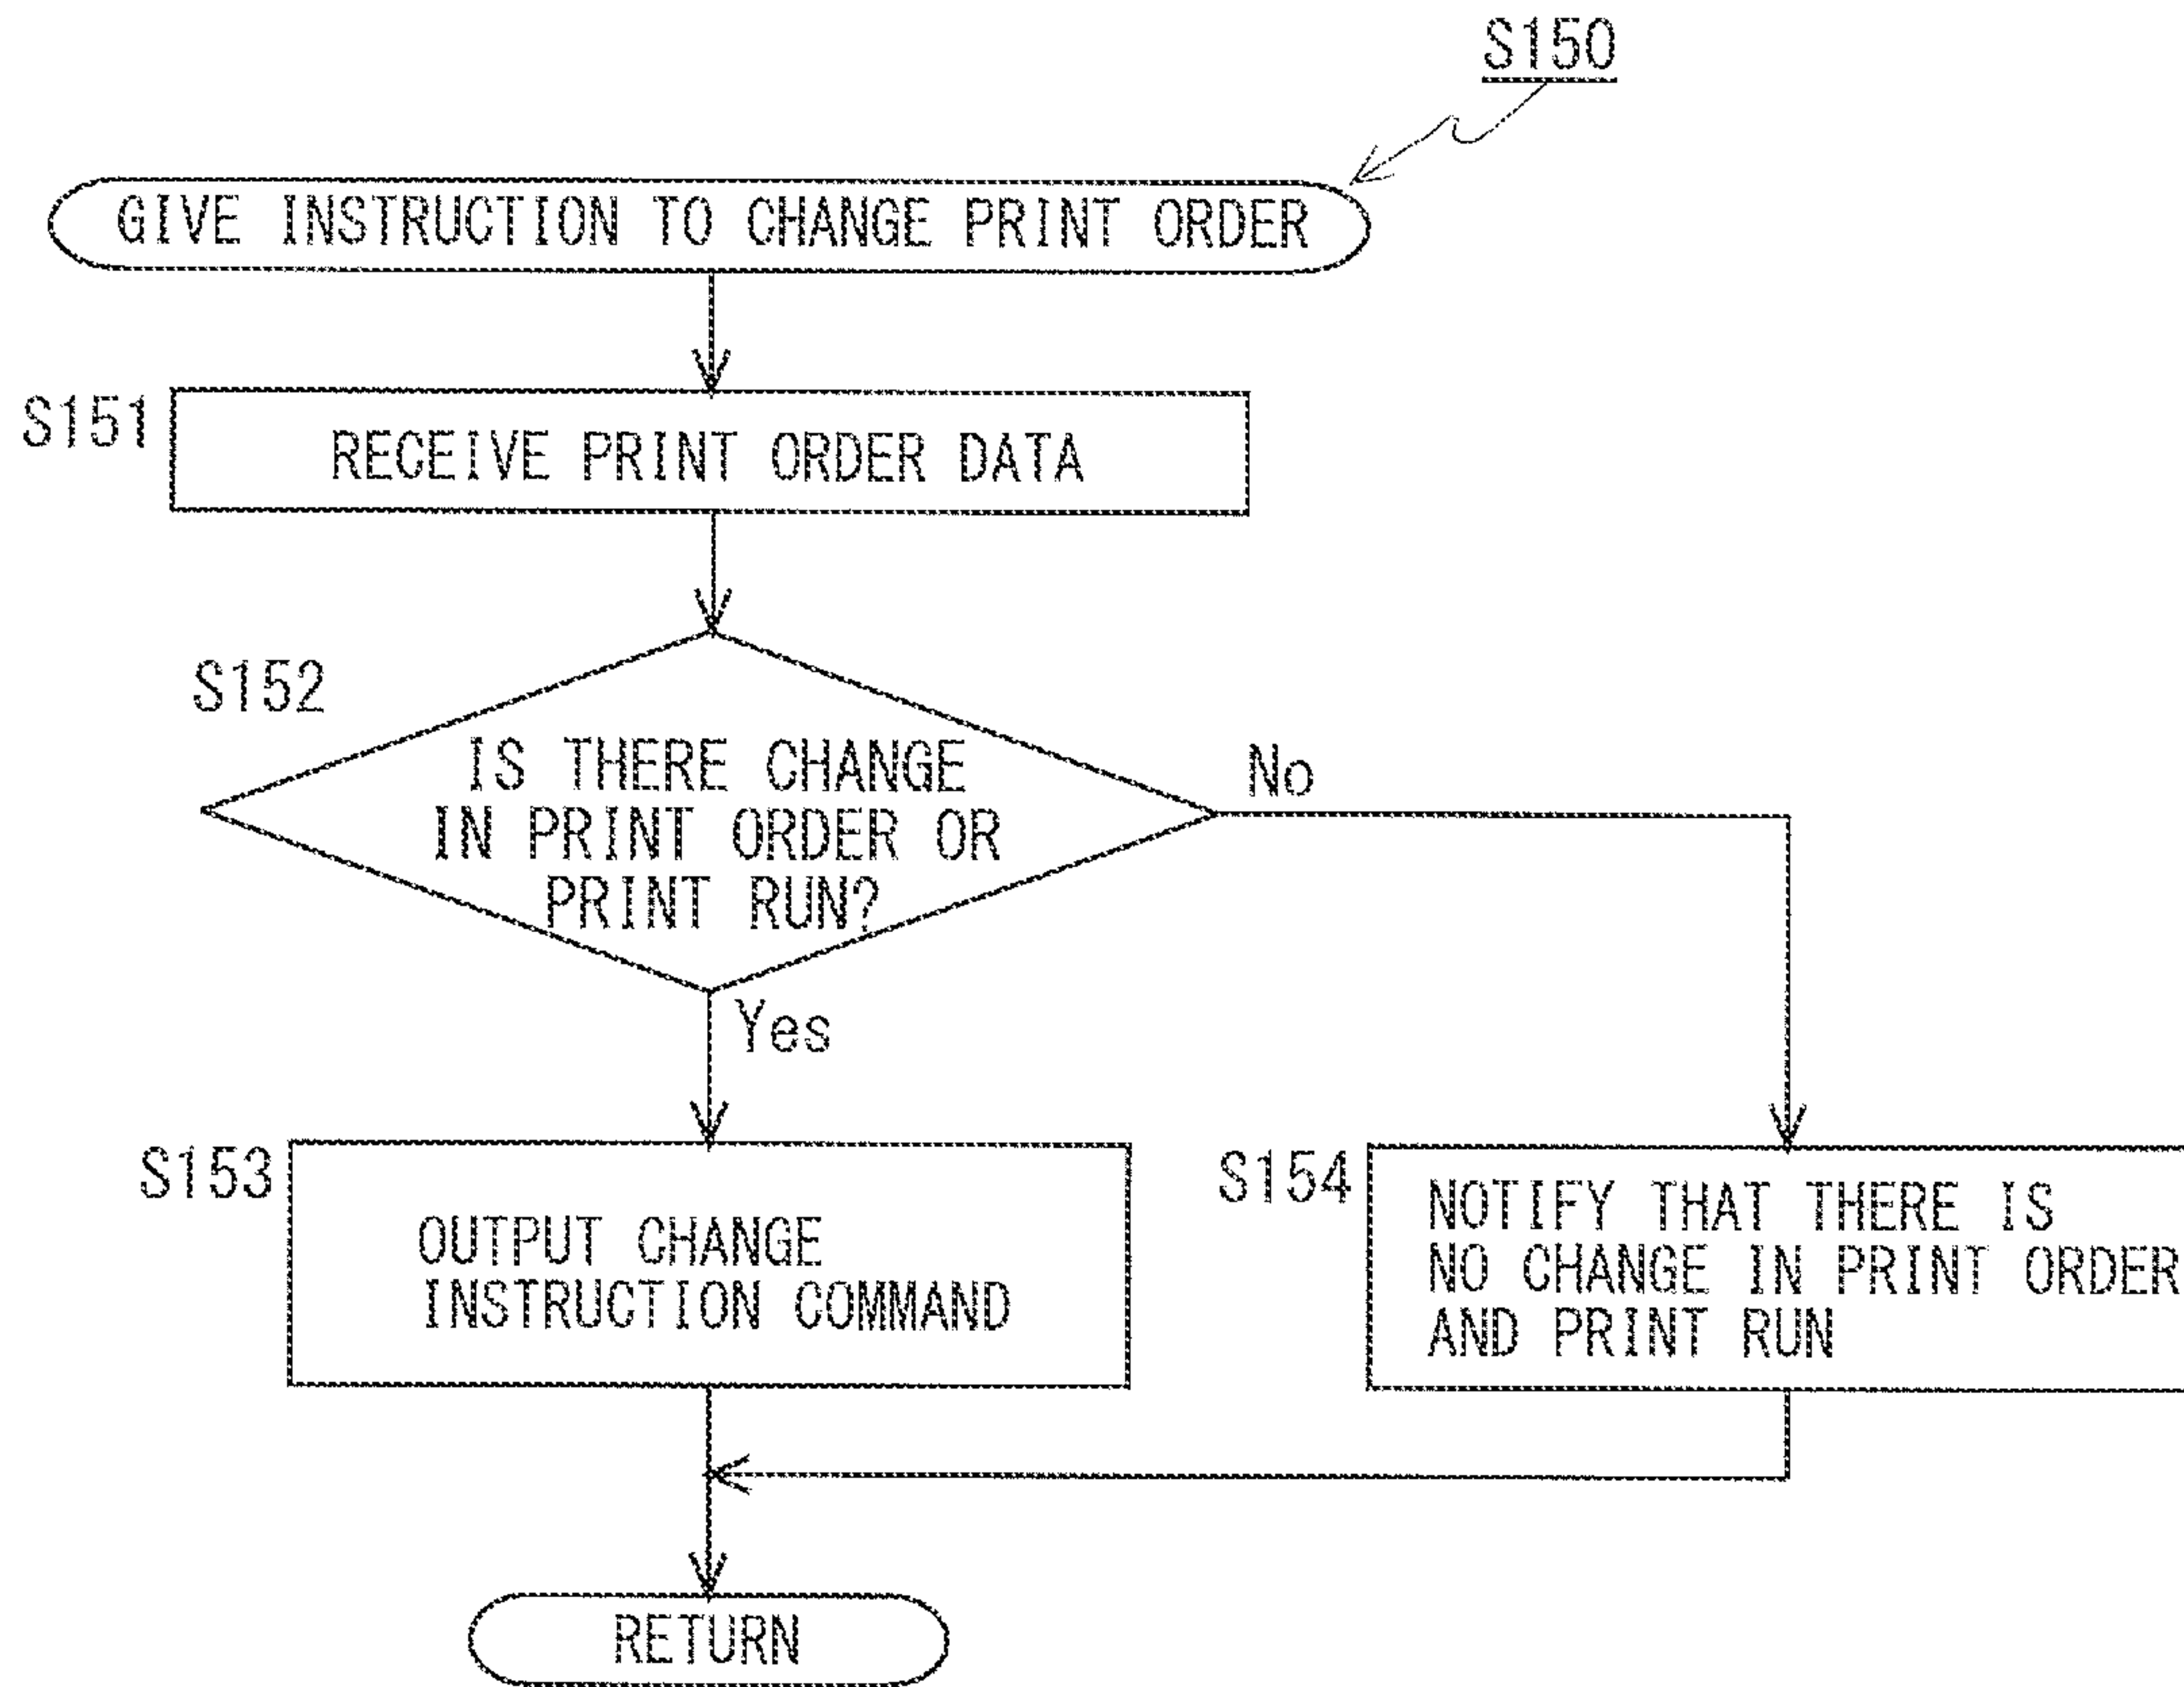 S150
GIVE INSTRUCTION TO CHANGE PRINT ORDER
S151
RECEIVE PRINT ORDER DATA
S152
IS THERE CHANGE
IN PRINT ORDER OR
PRINT RUN?
No
Yes
S153
OUTPUT CHANGE
INSTRUCTION COMMAND
S154
NOTIFY THAT THERE IS
NO CHANGE IN PRINT ORDER
AND PRINT RUN
RETURN